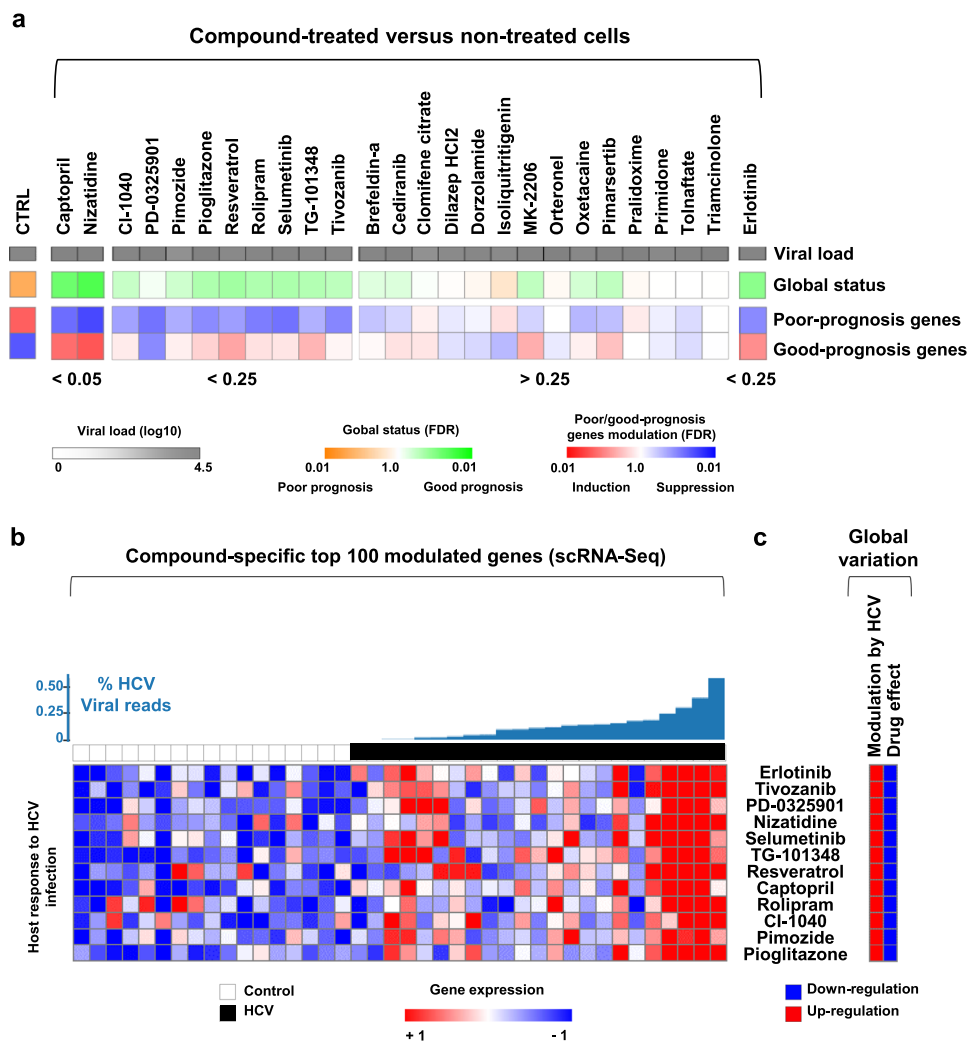 a
Compound-treated versus non-treated cells
CTRL
Captopril
Nizatidine
CI-1040
PD-0325901
Pimozide
Pioglitazone
Resveratrol
Rolipram
Selumetinib
TG-101348
Tivozanib
Brefeldin-a
Cediranib
Clomifene citrate
Dilazep HCl2
Dorzolamide
Isoliquitritigenin
MK-2206
Orteronel
Oxetacaine
Pimarsertib
Pralidoxime
Primidone
Tolnaftate
Triamcinolone
Erlotinib
Viral load
Global status
Poor-prognosis genes
Good-prognosis genes
< 0.05
< 0.25
> 0.25
< 0.25
Viral load (log10)
0
4.5
Gobal status (FDR)
0.01
1.0
0.01
Poor prognosis
Good prognosis
Poor/good-prognosis
genes modulation (FDR)
0.01
1.0
0.01
Induction
Suppression
b
Compound-specific top 100 modulated genes (scRNA-Seq)
0.50
0.25
0
% HCV
Viral reads
Host response to HCV
infection
Erlotinib
Tivozanib
PD-0325901
Nizatidine
Selumetinib
TG-101348
Resveratrol
Captopril
Rolipram
CI-1040
Pimozide
Pioglitazone
Control
HCV
Gene expression
+ 1
- 1
c
Global
variation
Modulation by HCV
Drug effect
Down-regulation
Up-regulation